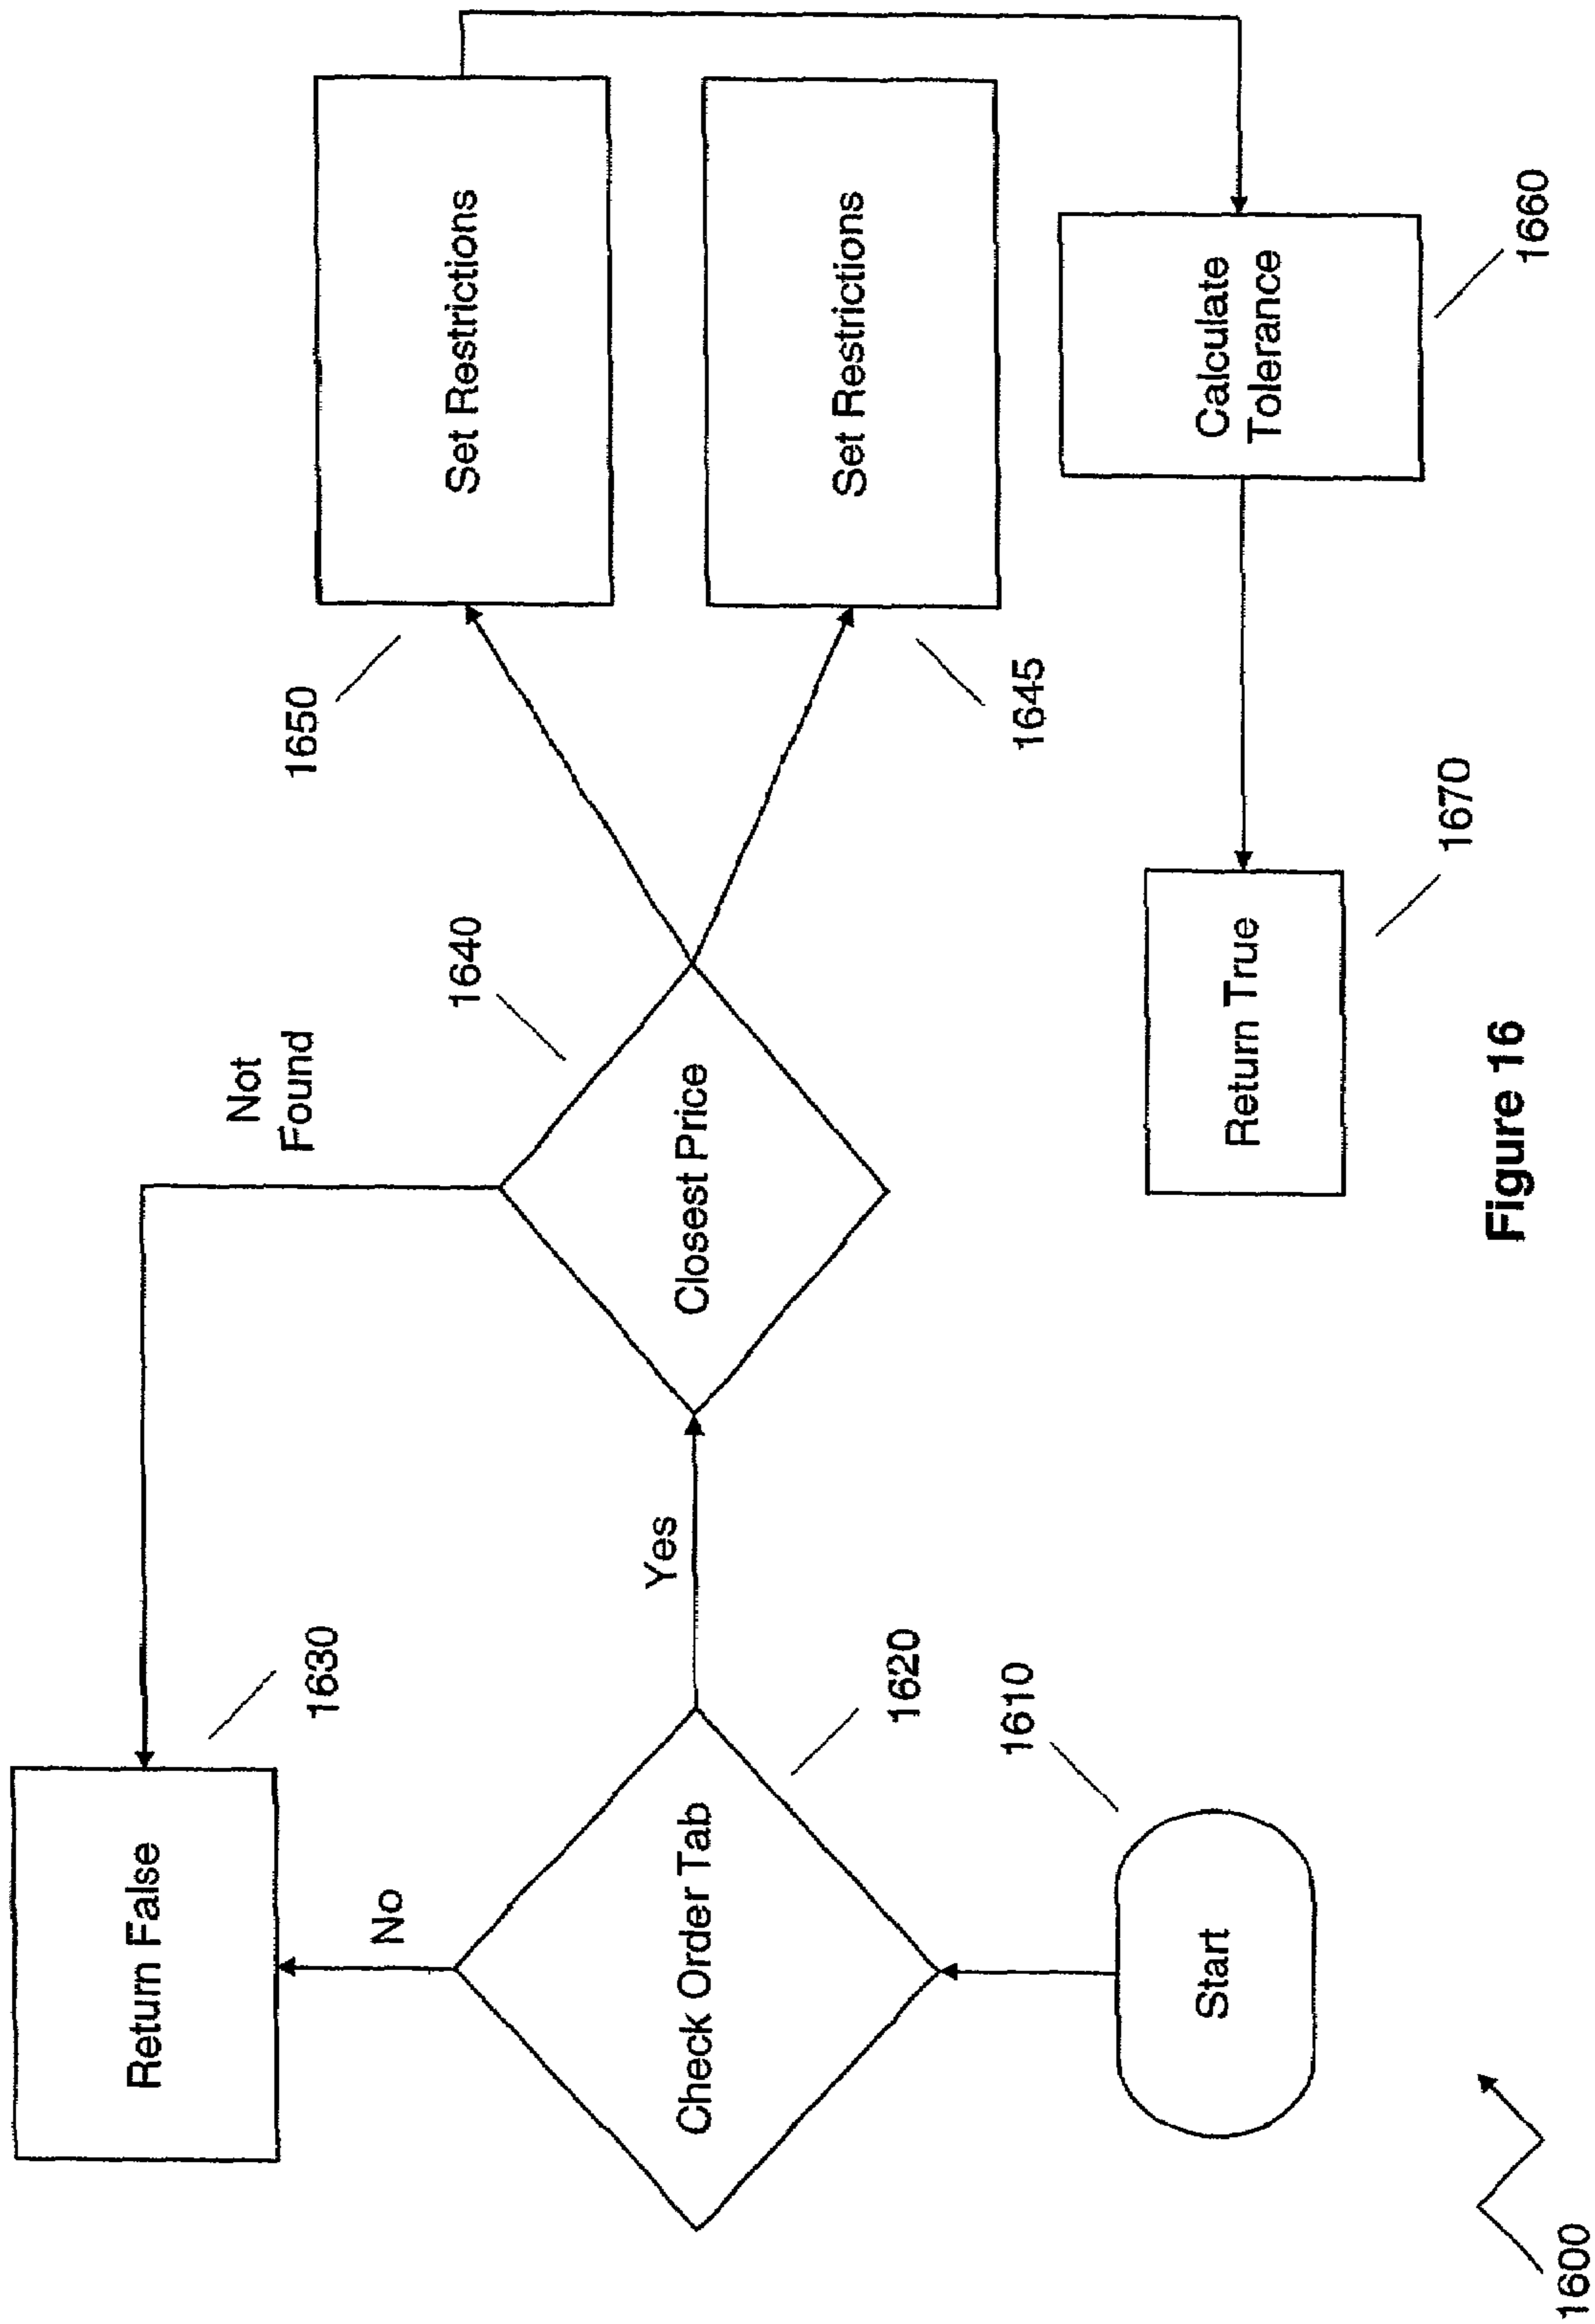 Return False
1630
Not
Found
No
Check Order Tab
1620
Yes
Closest Price
1640
1650
Set Restrictions
1645
Set Restrictions
Start
1610
Return True
1670
Calculate
Tolerance
1660
1600
Figure 16